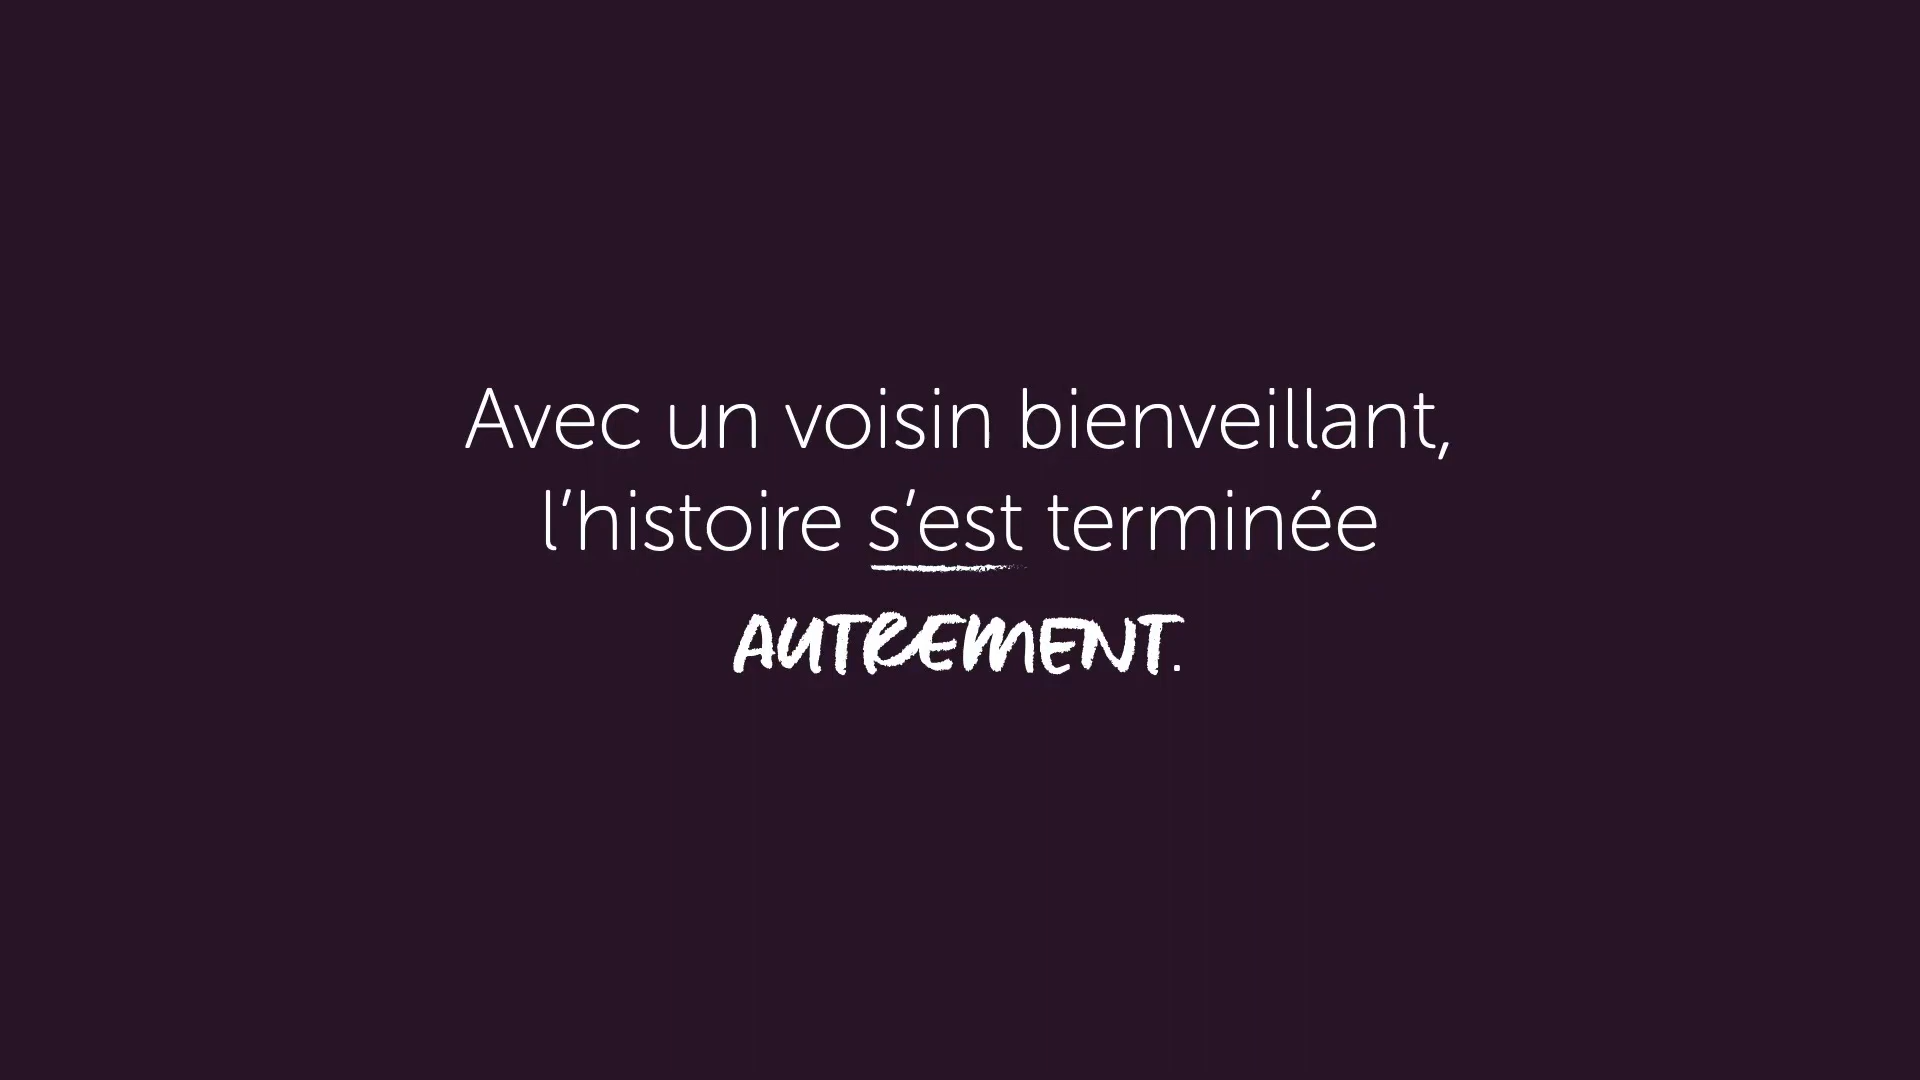 Avec un voisin bienveillant,
l’histoire s’est terminée
AUTREMENT.